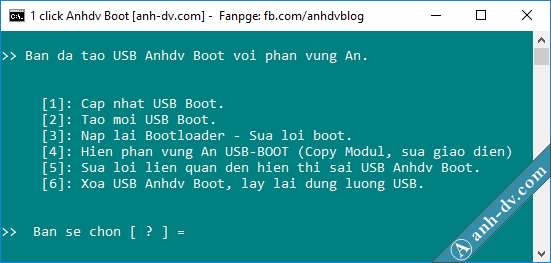 1 click Anhdv Boot [anh-dv.com] - Fanpge: fb.com/anhdvblog
>> Ban da tao USB Anhdv Boot voi phan vung An.
[1]: Cap nhat USB Boot.
[2]: Tao moi USB Boot.
[3]: Nap lai Bootloader - Sua loi boot.
[4]: Hien phan vung An USB-BOOT (Copy Modul, sua giao dien)
[5]: Sua loi lien quan den hien thi sai USB Anhdv Boot.
[6]: Xoa USB Anhdv Boot, lay lai dung luong USB.
>> Ban se chon [ ? ] =
A anh-dv.com